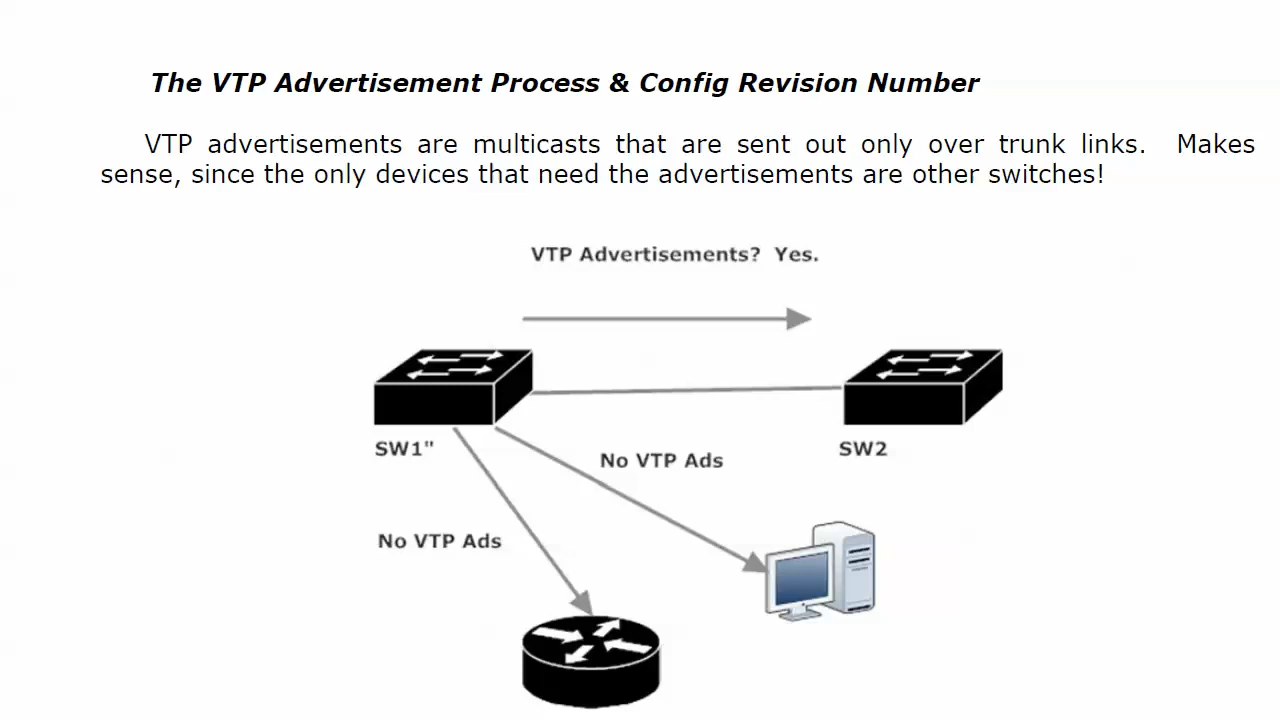 The VTP Advertisement Process & Config Revision Number
VTP advertisements are multicasts that are sent out only over trunk links. Makes
sense, since the only devices that need the advertisements are other switches!
VTP Advertisements? Yes.
SW1"
SW2
No VTP Ads
No VTP Ads